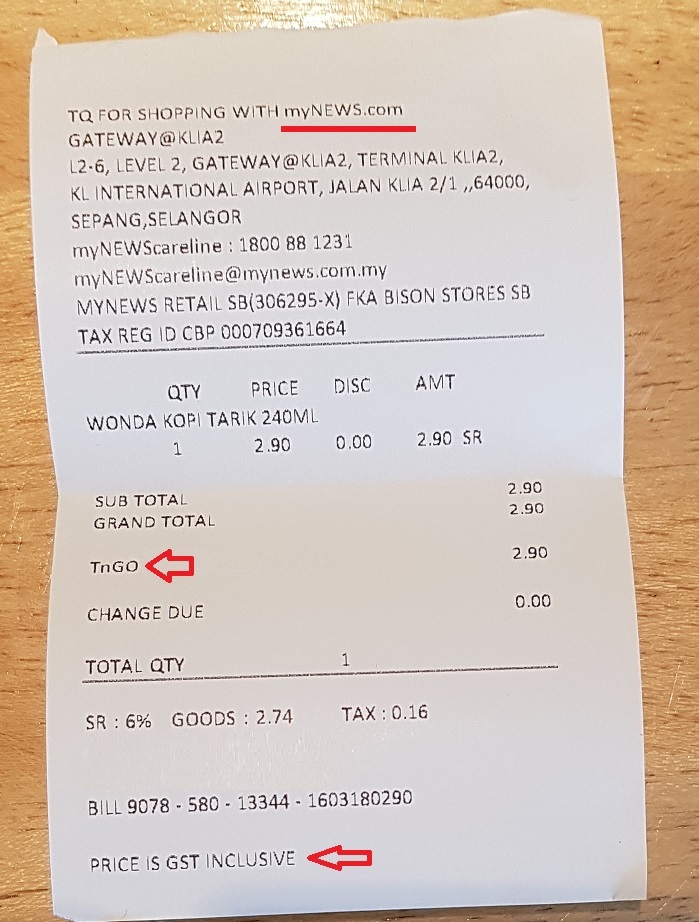 TQ FOR SHOPPING WITH myNEWS.com
GATEWAY@KLIA2
L2-6, LEVEL 2, GATEWAY@KLIA2, TERMINAL KLIA2,
KL INTERNATIONAL AIRPORT, JALAN KLIA 2/1 ,,64000,
SEPANG,SELANGOR
myNEWScareline : 1800 88 1231
myNEWScareline@mynews.com.my
MYNEWS RETAIL SB(306295-X) FKA BISON STORES SB
TAX REG ID CBP 000709361664
QTY PRICE DISC AMT
WONDA KOPI TARIK 240ML
1 2.90 0.00 2.90 SR
SUB TOTAL 2.90
GRAND TOTAL 2.90
TnGO 2.90
CHANGE DUE 0.00
TOTAL QTY 1
SR : 6% GOODS : 2.74 TAX : 0.16
BILL 9078 - 580 - 13344 - 1603180290
PRICE IS GST INCLUSIVE